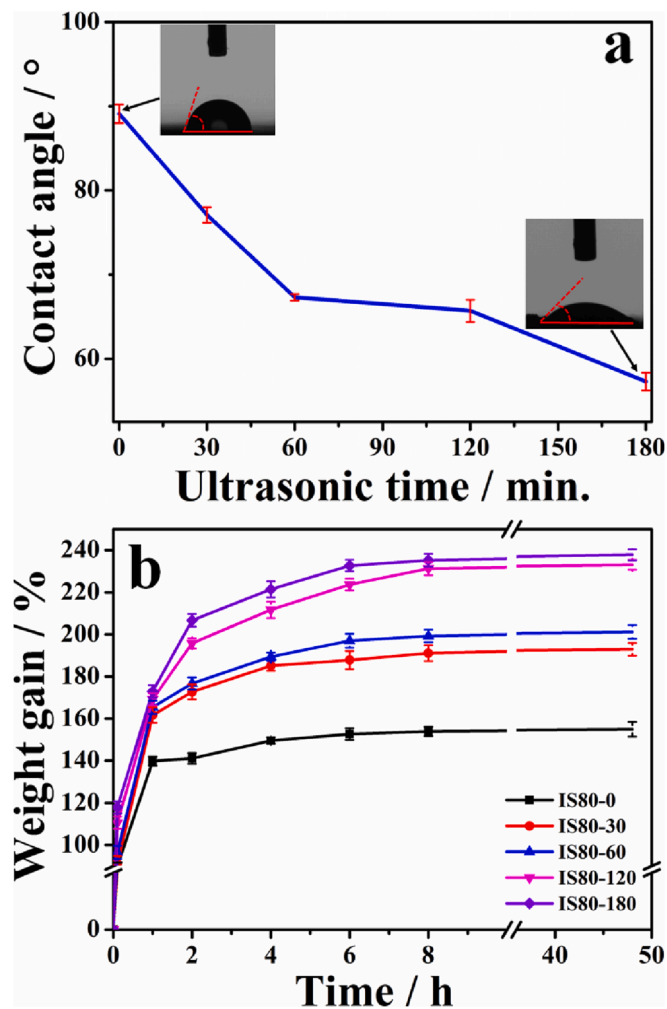 a
Contact angle / °
100
80
60
0 30 60 90 120 150 180
Ultrasonic time / min.
b
Weight gain / %
240
220
200
180
160
140
120
100
0
IS80-0
IS80-30
IS80-60
IS80-120
IS80-180
0 2 4 6 8 40 50
Time / h